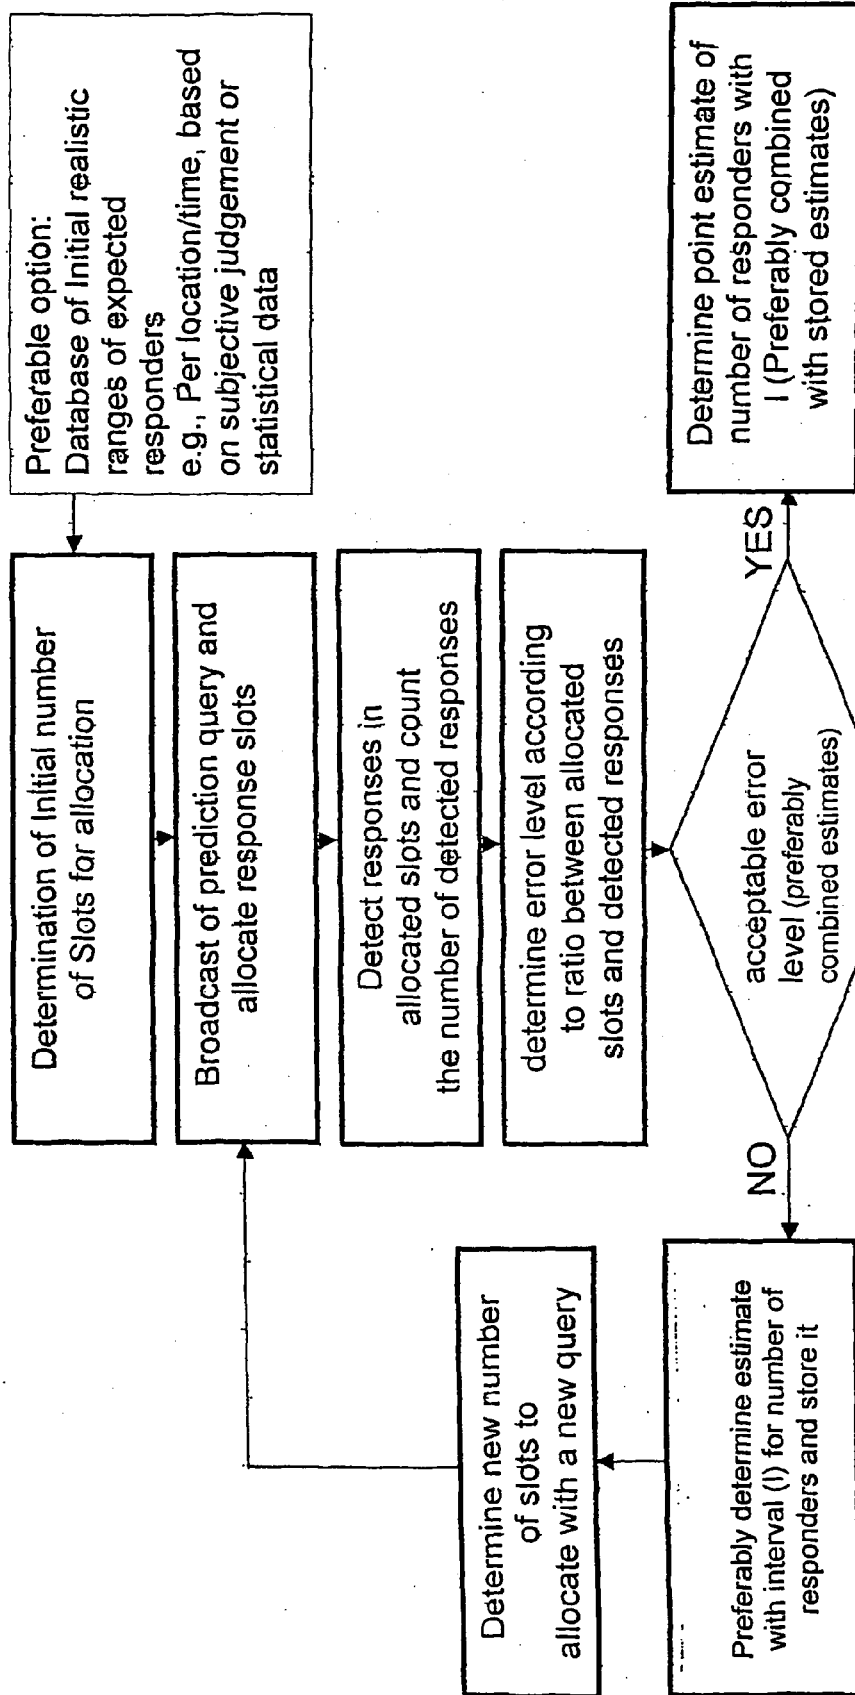 Preferable option:
Database of Initial realistic
ranges of expected
responders
e.g., Per location/time, based
on subjective judgement or
statistical data
Determination of Initial number
of Slots for allocation
Broadcast of prediction query and
allocate response slots
Detect responses in
allocated slots and count
the number of detected responses
determine error level according
to ratio between allocated
slots and detected responses
acceptable error
level (preferably
combined estimates)
YES
Determine point estimate of
number of responders with
I (Preferably combined
with stored estimates)
NO
Preferably determine estimate
with interval (I) for number of
responders and store it
Determine new number
of slots to
allocate with a new query